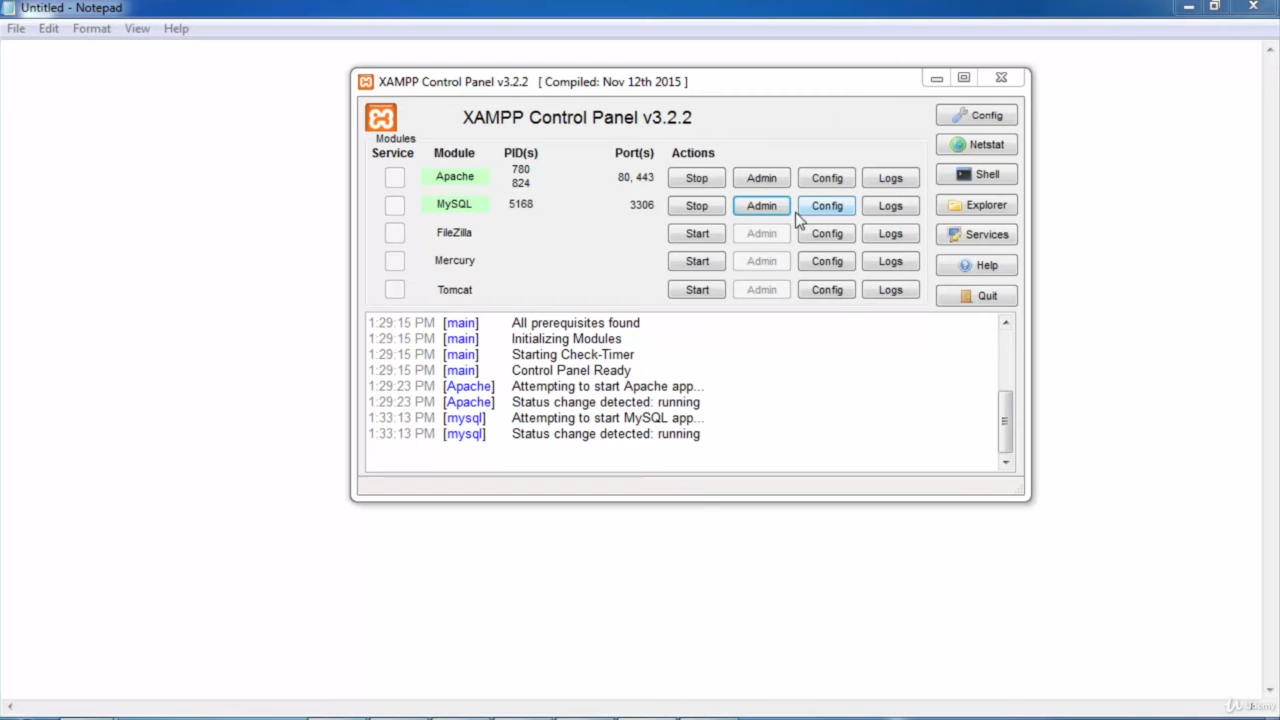 Untitled - Notepad
File Edit Format View Help
XAMPP Control Panel v3.2.2 [ Compiled: Nov 12th 2015 ]
XAMPP Control Panel v3.2.2
Config
Modules
Service Module PID(s) Port(s) Actions
Netstat
Apache 780 824 80, 443 Stop Admin Config Logs
Shell
MySQL 5168 3306 Stop Admin Config Logs
Explorer
FileZilla Start Admin Config Logs
Services
Mercury Start Admin Config Logs
Help
Tomcat Start Admin Config Logs
Quit
1:29:15 PM [main] All prerequisites found
1:29:15 PM [main] Initializing Modules
1:29:15 PM [main] Starting Check-Timer
1:29:15 PM [main] Control Panel Ready
1:29:23 PM [Apache] Attempting to start Apache app...
1:29:23 PM [Apache] Status change detected: running
1:33:13 PM [mysql] Attempting to start MySQL app...
1:33:13 PM [mysql] Status change detected: running
Udemy